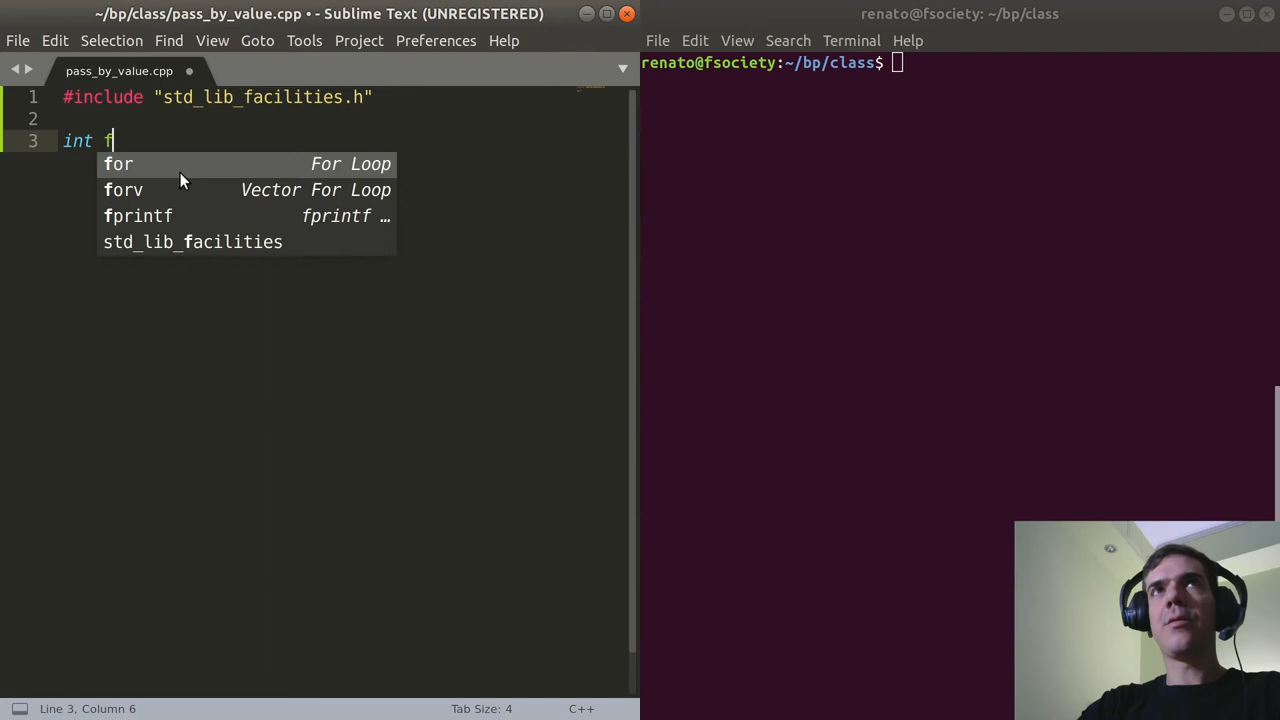 ~/bp/class/pass_by_value.cpp • - Sublime Text (UNREGISTERED)
File Edit Selection Find View Goto Tools Project Preferences Help
pass_by_value.cpp
1 #include "std_lib_facilities.h"
2
3 int f
for For Loop
forv Vector For Loop
fprintf fprintf …
std_lib_facilities
Line 3, Column 6 Tab Size: 4 C++
renato@fsociety: ~/bp/class
File Edit View Search Terminal Help
renato@fsociety:~/bp/class$